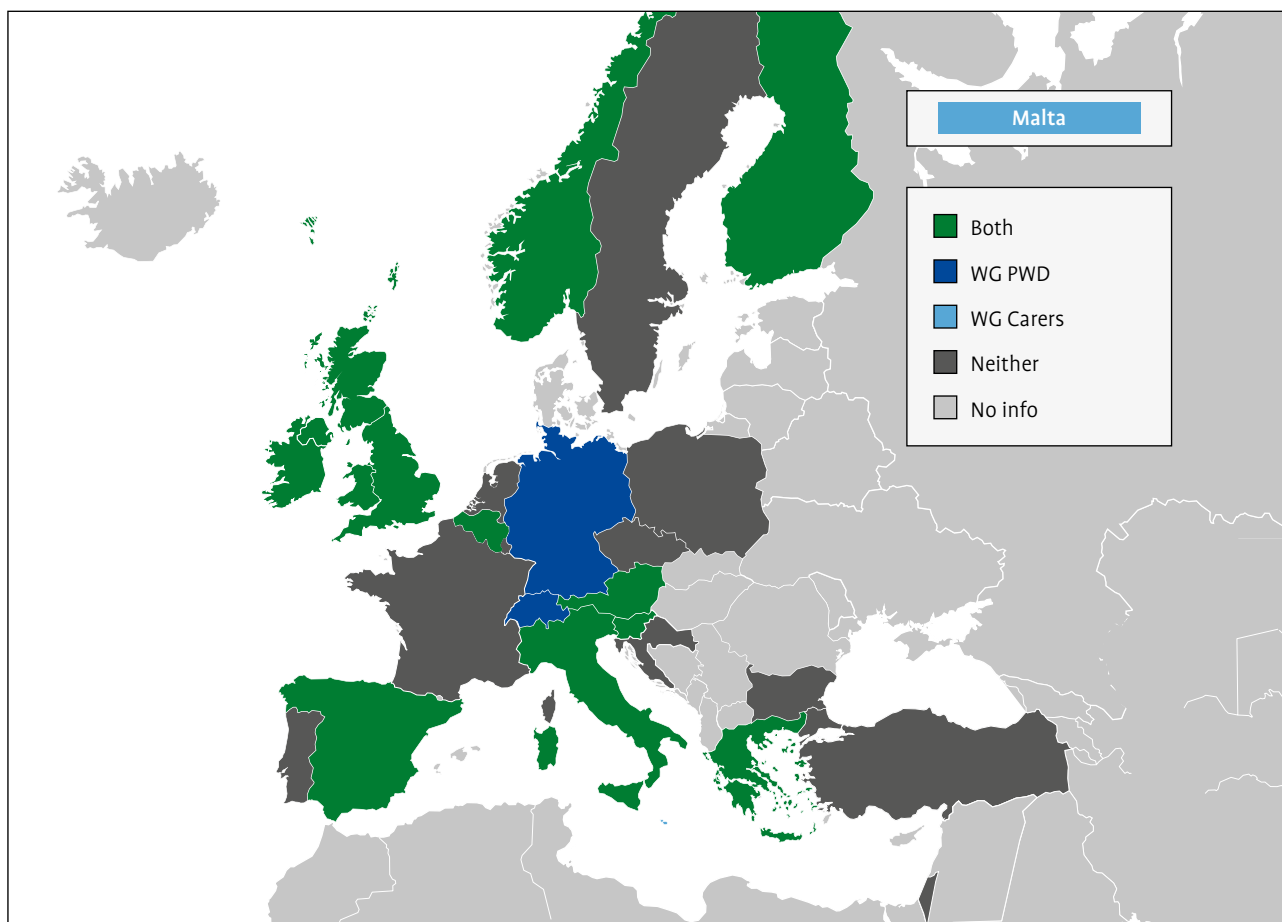 Malta
Both
WG PWD
WG Carers
Neither
No info